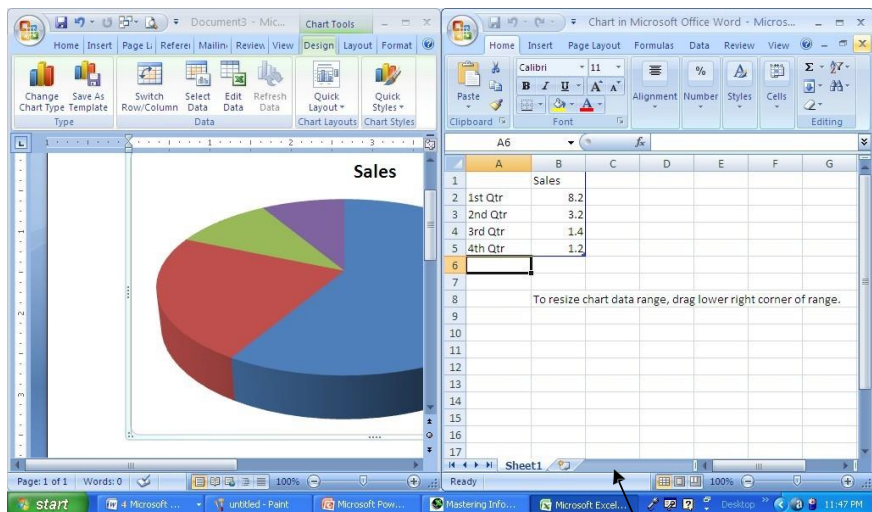 Document3 - Mic...
Chart Tools
Home Insert Page L Referei Mailin Review View Design Layout Format
Change Chart Type
Save As Template
Switch Row/Column
Select Data
Edit Data
Refresh Data
Quick Layout
Quick Styles
Type
Data
Chart Layouts
Chart Styles
1 2 3
Sales
Page: 1 of 1 Words: 0 100%
Chart in Microsoft Office Word - Micros...
Home Insert Page Layout Formulas Data Review View
Paste
Calibri 11
B I U A A
A
Alignment Number Styles Cells
Σ
Clipboard Font Editing
A6 fx
A B C D E F G
1 Sales
2 1st Qtr 8.2
3 2nd Qtr 3.2
4 3rd Qtr 1.4
5 4th Qtr 1.2
6
7
8 To resize chart data range, drag lower right corner of range.
9
10
11
12
13
14
15
16
17
Sheet1
Ready 100%
start 4 Microsoft ... untitled - Paint Microsoft Pow... Mastering Info... Microsoft Excel... Desktop 11:47 PM